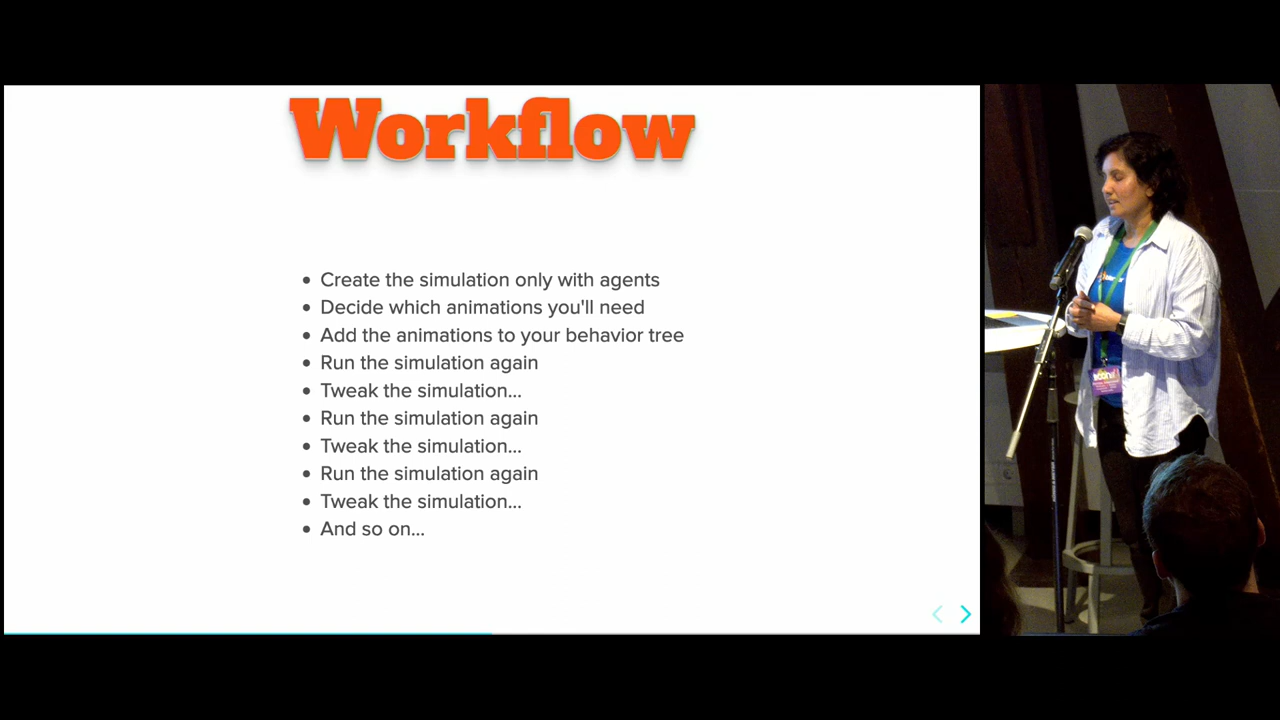 Workflow
Create the simulation only with agents
Decide which animations you'll need
Add the animations to your behavior tree
Run the simulation again
Tweak the simulation...
Run the simulation again
Tweak the simulation...
Run the simulation again
Tweak the simulation...
And so on...